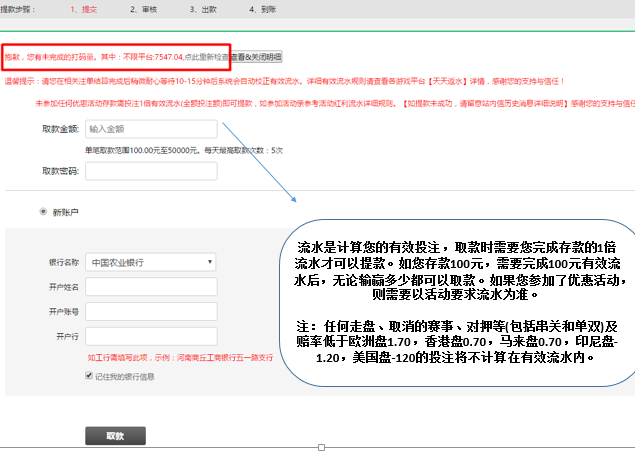 提款步骤： 1、提交 2、审核 3、出款 4、到账
抱歉，您有未完成的打码量。其中：不限平台:7547.04,点此重新检查 查看&关闭明细
温馨提示：请您在相关注单结算完成后稍微耐心等待10-15分钟后系统会自动校正有效流水。详细有效流水规则请查看各游戏平台【天天返水】详情，感谢您的支持与信任！
未参加任何优惠活动存款需投注1倍有效流水(全额投注额)即可提款，如参加活动亲参考活动红利流水详细规则。【如提款未成功，请留意站内信历史消息详细说明】感谢您的支持与信任
取款金额: 输入金额
单笔取款范围100.00元至50000元。每天最高取款次数：5次
取款密码:
新账户
银行名称 中国农业银行
开户姓名
开户账号
开户行
如工行需填写此项，示例：河南商丘工商银行五一路支行
记住我的银行信息
取款
流水是计算您的有效投注，取款时需要您完成存款的1倍
流水才可以提款。如您存款100元，需要完成100元有效流
水后，无论输赢多少都可以取款。如果您参加了优惠活动，
则需要以活动要求流水为准。
注：任何走盘、取消的赛事、对押等(包括串关和单双)及
赔率低于欧洲盘1.70，香港盘0.70，马来盘0.70，印尼盘-
1.20，美国盘-120的投注将不计算在有效流水内。